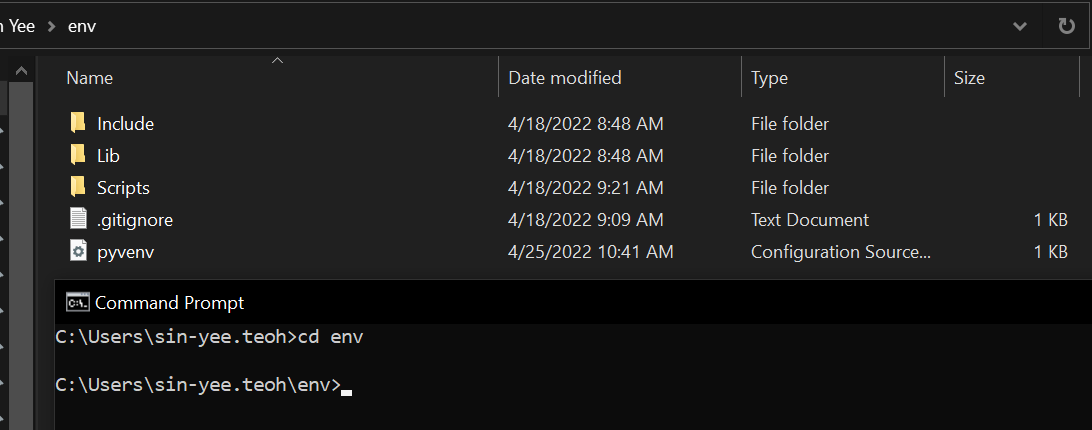 n Yee > env
Name Date modified Type Size
Include 4/18/2022 8:48 AM File folder
Lib 4/18/2022 8:48 AM File folder
Scripts 4/18/2022 9:21 AM File folder
.gitignore 4/18/2022 9:09 AM Text Document 1 KB
pyvenv 4/25/2022 10:41 AM Configuration Source... 1 KB
C:\. Command Prompt
C:\Users\sin-yee.teoh>cd env
C:\Users\sin-yee.teoh\env>